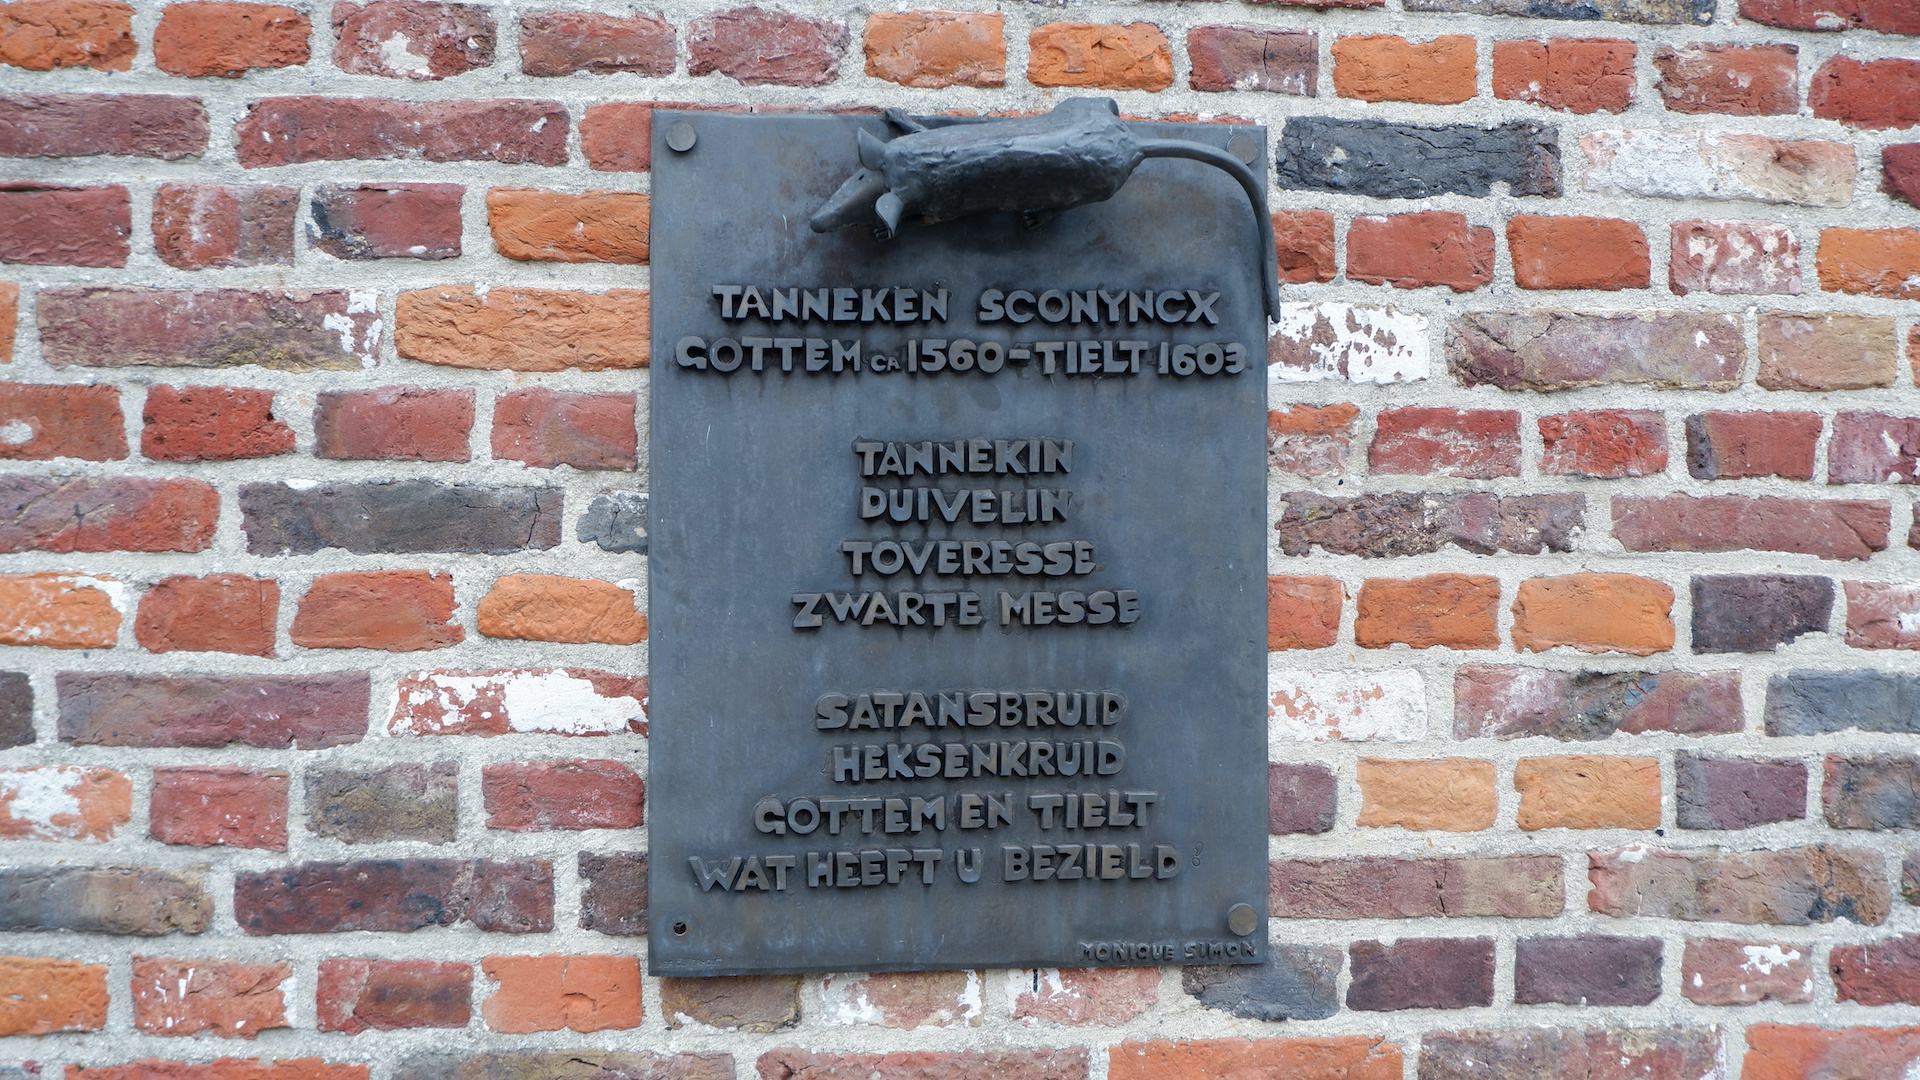 TANNEKEN SCONYNCX
GOTTEM CA 1560-TIELT 1603
TANNEKIN
DUIVELIN
TOVERESSE
ZWARTE MESSE
SATANSBRUID
HEKSENKRUID
GOTTEM EN TIELT
WAT HEEFT U BEZIELD?
MONIQUE SIMON